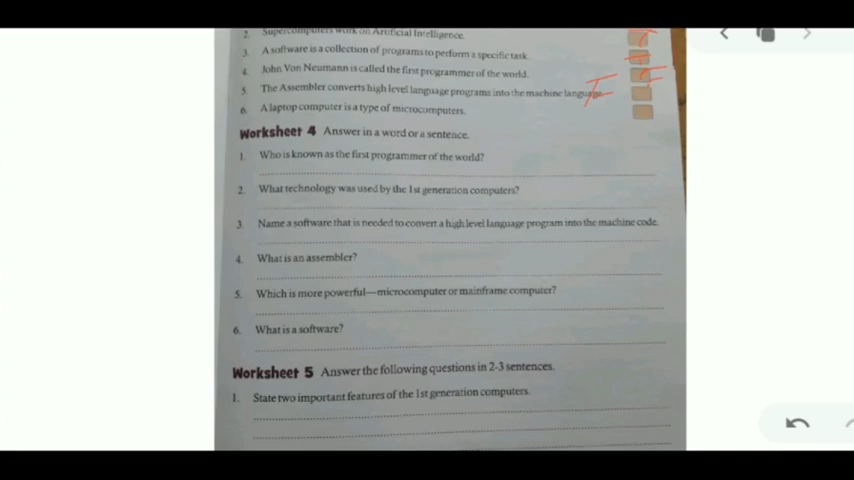 2. Supercomputers work on Artificial Intelligence.
3. A software is a collection of programs to perform a specific task.
4. John Von Neumann is called the first programmer of the world.
5. The Assembler converts high level language programs into the machine language.
6. A laptop computer is a type of microcomputers.
T
F
F
F
Worksheet 4 Answer in a word or a sentence.
1. Who is known as the first programmer of the world?
2. What technology was used by the 1st generation computers?
3. Name a software that is needed to convert a high level language program into the machine code.
4. What is an assembler?
5. Which is more powerful—microcomputer or mainframe computer?
6. What is a software?
Worksheet 5 Answer the following questions in 2-3 sentences.
1. State two important features of the 1st generation computers.